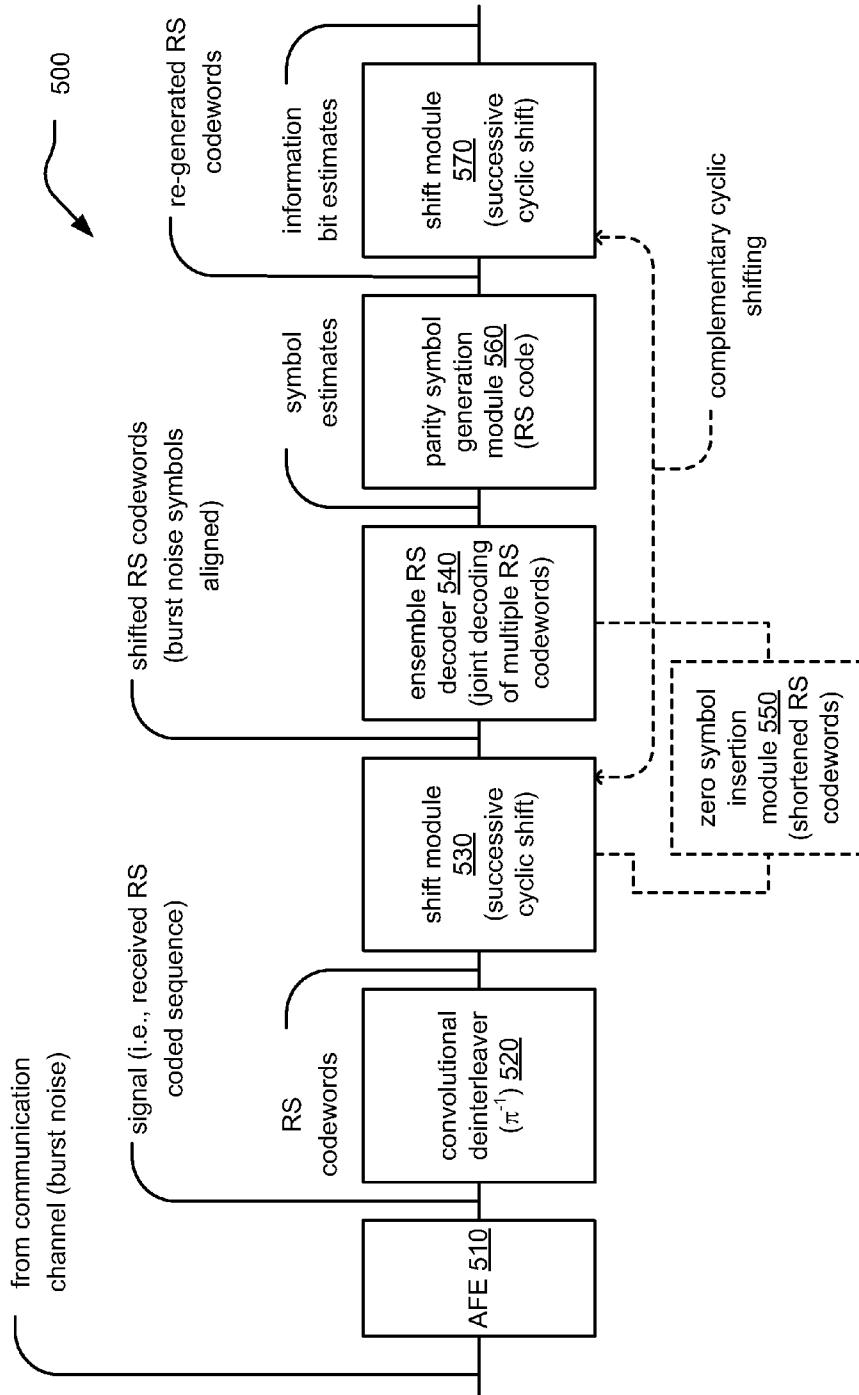 from communication
channel (burst noise)
signal (i.e., received RS
coded sequence)
RS
codewords
shifted RS codewords
(burst noise symbols
aligned)
symbol
estimates
re-generated RS
codewords
information
bit estimates
500
AFE 510
convolutional
deinterleaver
(π⁻¹) 520
shift module
530
(successive
cyclic shift)
ensemble RS
decoder 540
(joint decoding
of multiple RS
codewords)
parity symbol
generation
module 560
(RS code)
shift module
570
(successive
cyclic shift)
zero symbol
insertion
module 550
(shortened RS
codewords)
complementary cyclic
shifting